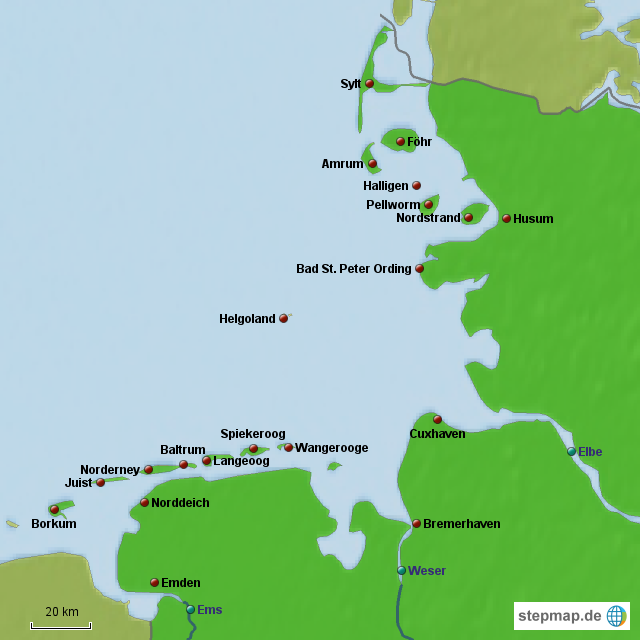 Sylt
Föhr
Amrum
Halligen
Pellworm
Nordstrand
Husum
Bad St. Peter Ording
Helgoland
Cuxhaven
Spiekeroog
Wangerooge
Baltrum
Langeoog
Elbe
Norderney
Juist
Norddeich
Borkum
Bremerhaven
Weser
Emden
Ems
20 km
stepmap.de